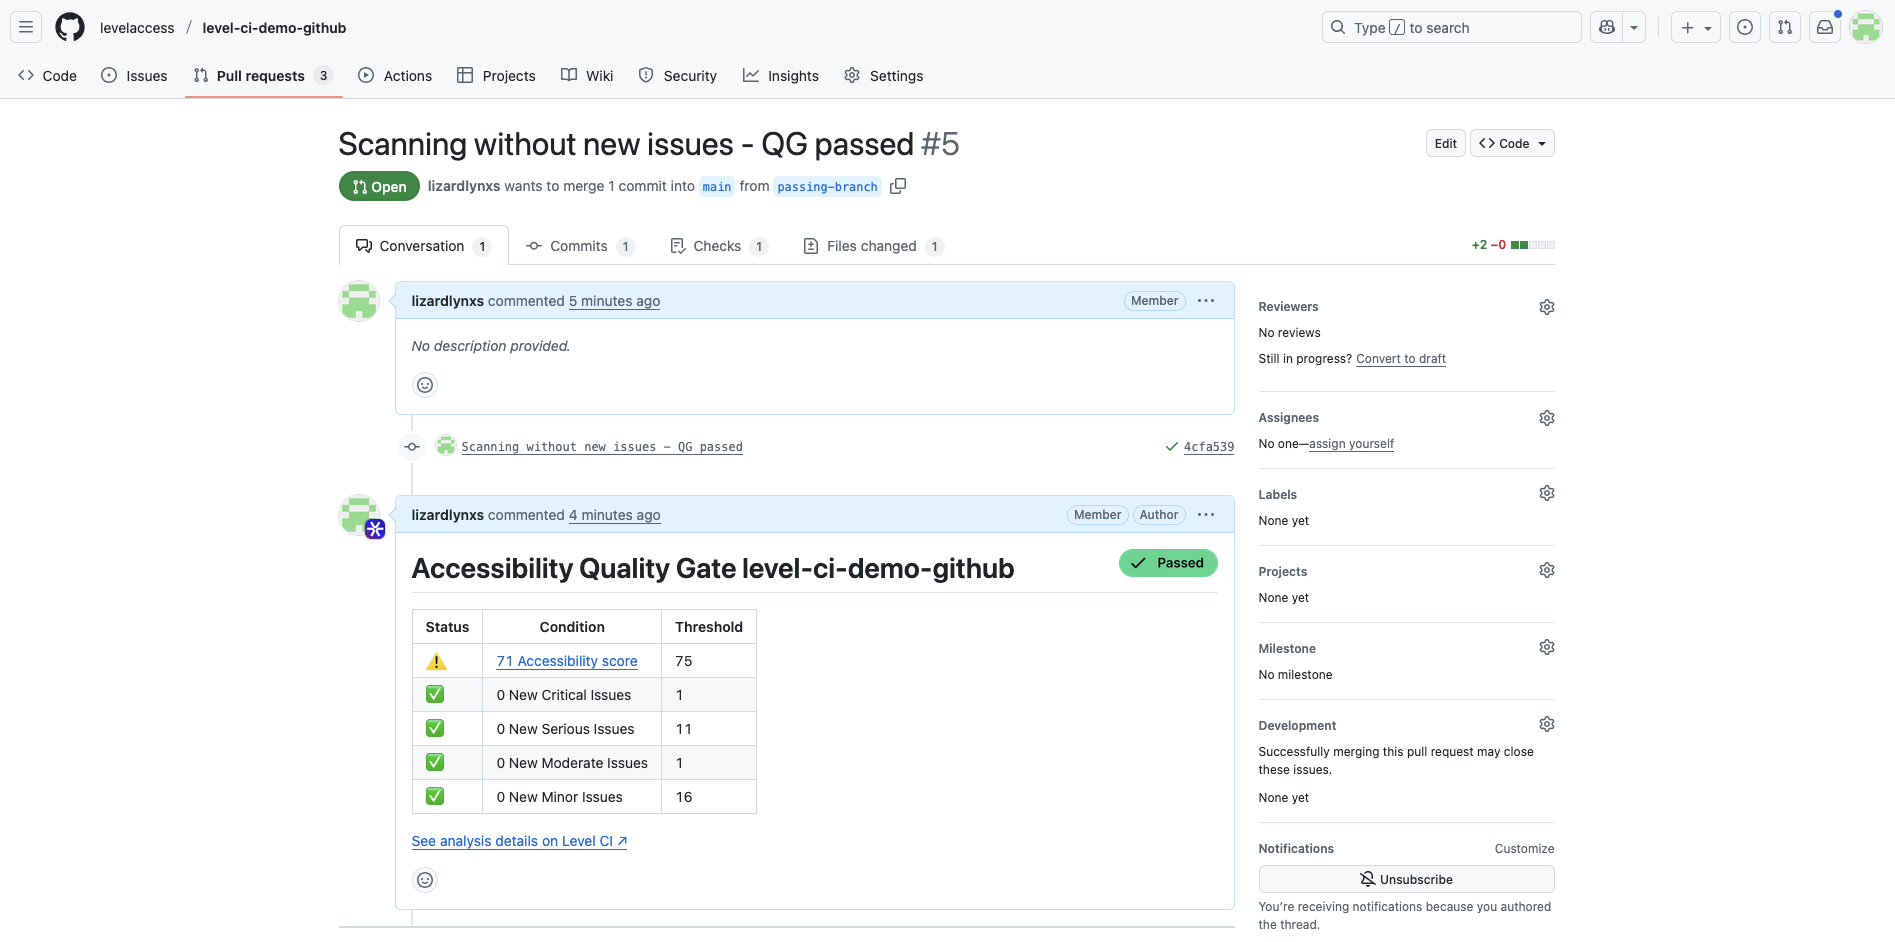 levelaccess / level-ci-demo-github
Type / to search
Code
Issues
Pull requests 3
Actions
Projects
Wiki
Security
Insights
Settings
Scanning without new issues - QG passed #5
Edit
Code
Open
lizardlynxs wants to merge 1 commit into main from passing-branch
Conversation 1
Commits 1
Checks 1
Files changed 1
+2 −0
lizardlynxs commented 5 minutes ago
Member
No description provided.
Scanning without new issues - QG passed
4cfa539
lizardlynxs commented 4 minutes ago
Member
Author
Accessibility Quality Gate level-ci-demo-github
Passed
Status Condition Threshold
71 Accessibility score 75
0 New Critical Issues 1
0 New Serious Issues 11
0 New Moderate Issues 1
0 New Minor Issues 16
See analysis details on Level CI ↗
Reviewers
No reviews
Still in progress? Convert to draft
Assignees
No one—assign yourself
Labels
None yet
Projects
None yet
Milestone
No milestone
Development
Successfully merging this pull request may close
these issues.
None yet
Notifications
Customize
Unsubscribe
You're receiving notifications because you authored
the thread.